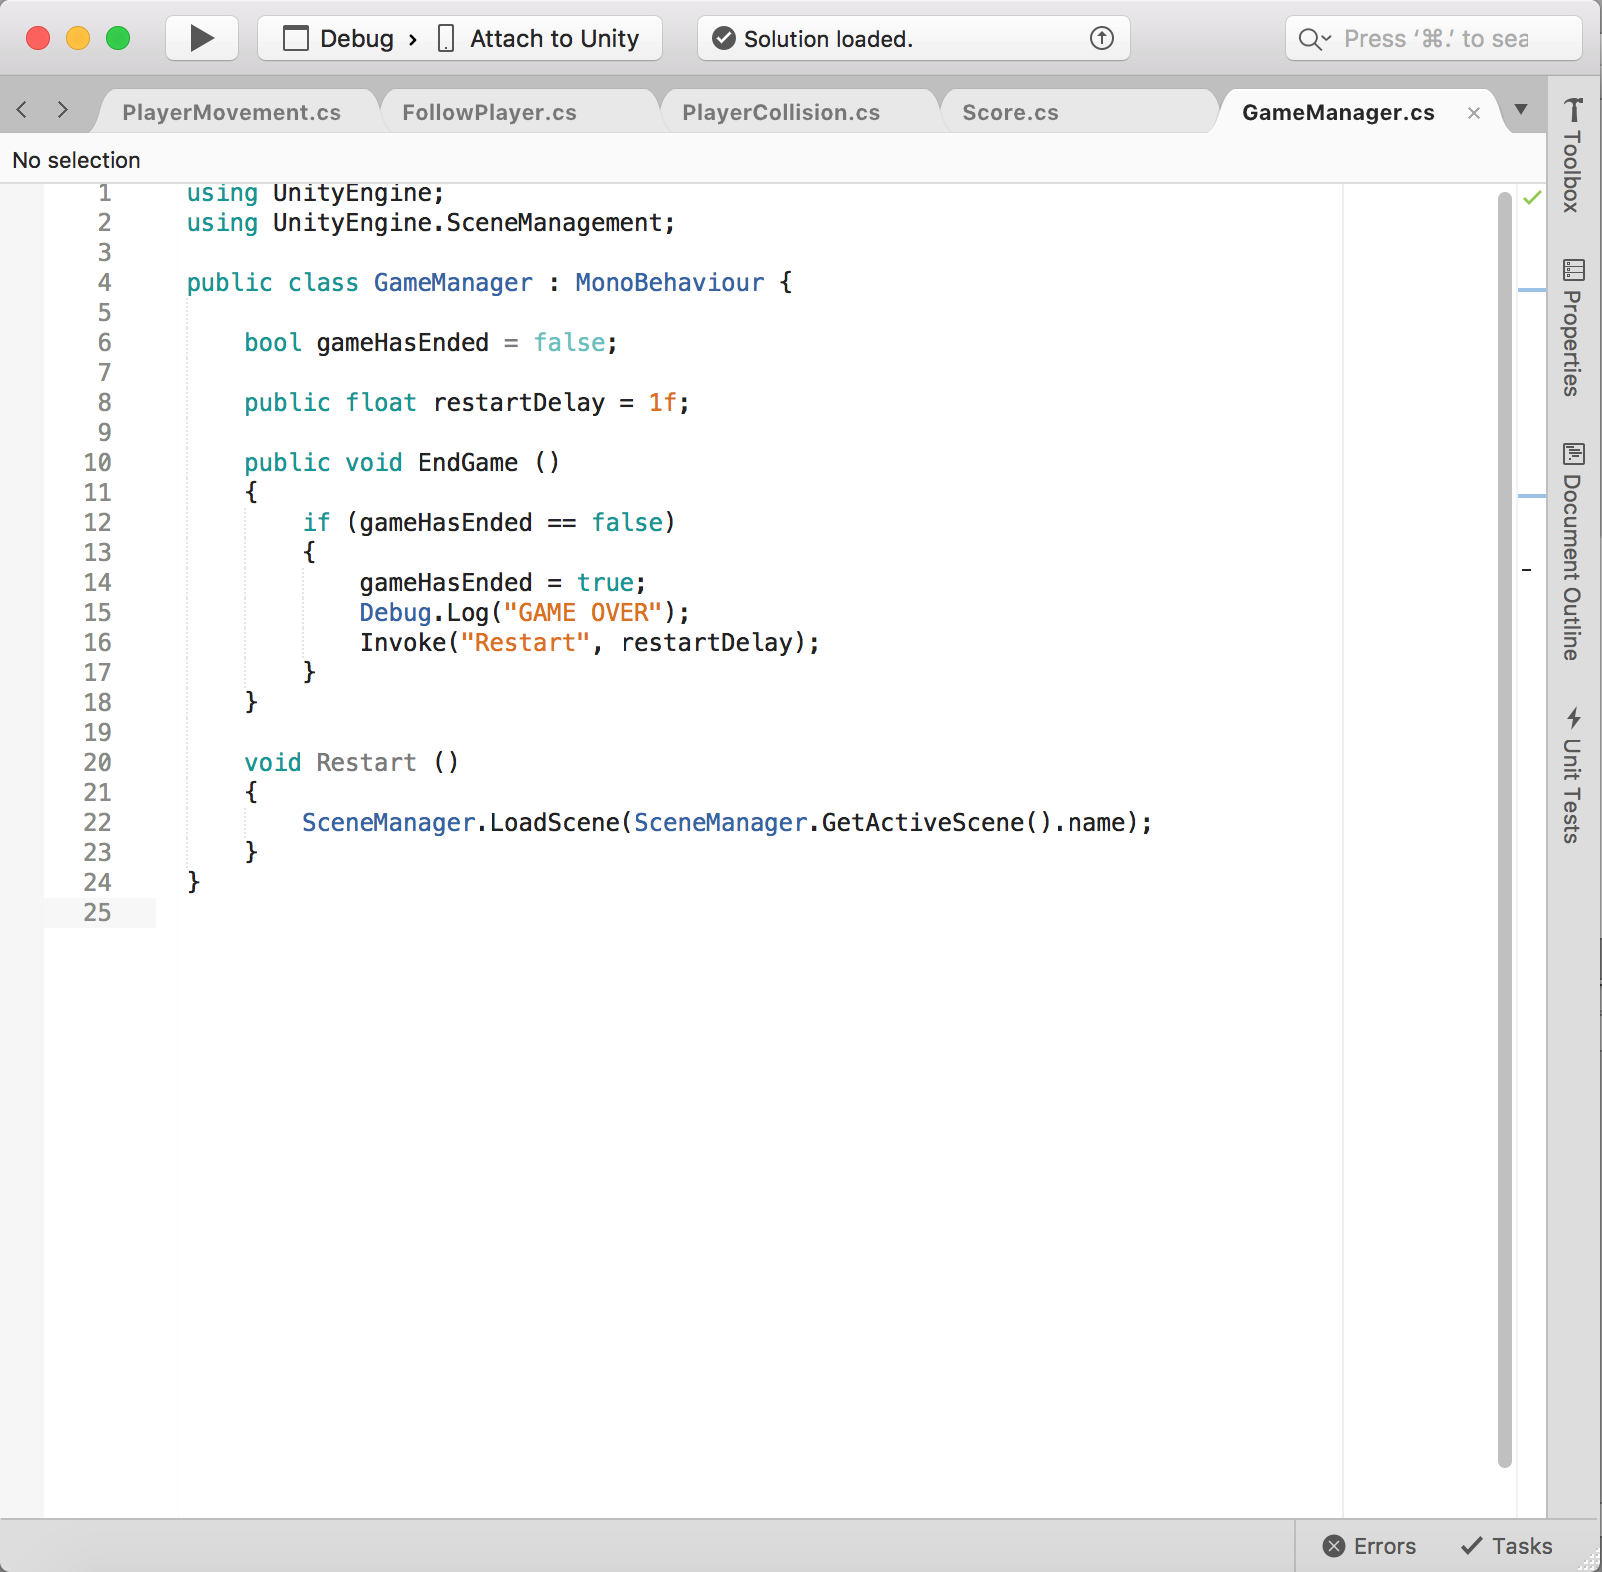 Debug › Attach to Unity
Solution loaded.
Press ‘⌘.’ to sea
PlayerMovement.cs
FollowPlayer.cs
PlayerCollision.cs
Score.cs
GameManager.cs
No selection
1 using UnityEngine;
2 using UnityEngine.SceneManagement;
3
4 public class GameManager : MonoBehaviour {
5
6     bool gameHasEnded = false;
7
8     public float restartDelay = 1f;
9
10     public void EndGame ()
11     {
12         if (gameHasEnded == false)
13         {
14             gameHasEnded = true;
15             Debug.Log("GAME OVER");
16             Invoke("Restart", restartDelay);
17         }
18     }
19
20     void Restart ()
21     {
22         SceneManager.LoadScene(SceneManager.GetActiveScene().name);
23     }
24 }
25
Toolbox
Properties
Document Outline
Unit Tests
Errors
Tasks